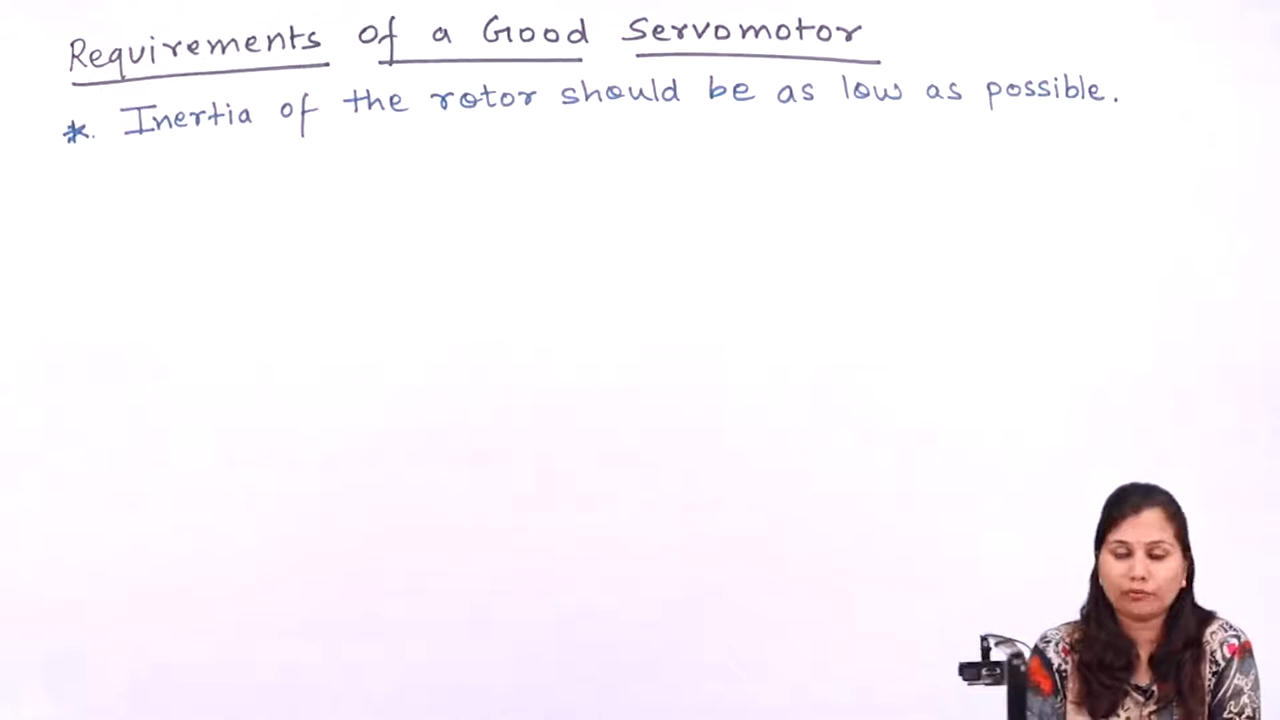 Requirements of a Good Servomotor
*. Inertia of the rotor should be as low as possible.